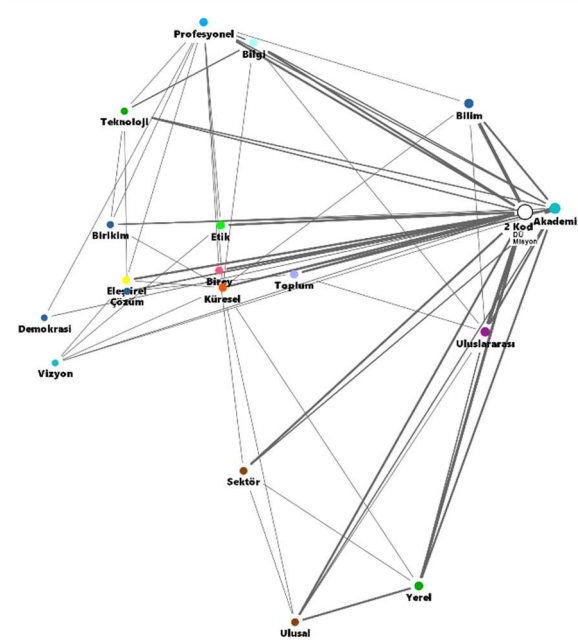 Profesyonel
Bilgi
Bilim
Teknoloji
Akademi
2 Kod
DÜ
Misyon
Birikim
Etik
Birey
Toplum
Eleştirel
Çözüm
Küresel
Demokrasi
Uluslararası
Vizyon
Sektör
Yerel
Ulusal